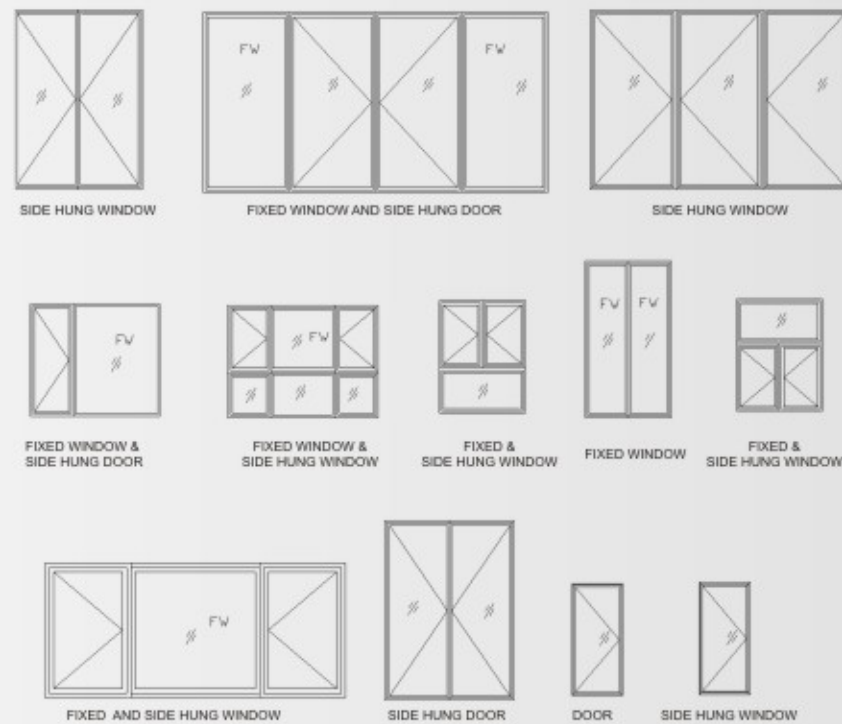 FW
FW
SIDE HUNG WINDOW
FIXED WINDOW AND SIDE HUNG DOOR
SIDE HUNG WINDOW
FW
FW
FW
FW
FIXED WINDOW &
SIDE HUNG DOOR
FIXED WINDOW &
SIDE HUNG WINDOW
FIXED &
SIDE HUNG WINDOW
FIXED WINDOW
FIXED &
SIDE HUNG WINDOW
FW
FIXED AND SIDE HUNG WINDOW
SIDE HUNG DOOR
DOOR
SIDE HUNG WINDOW